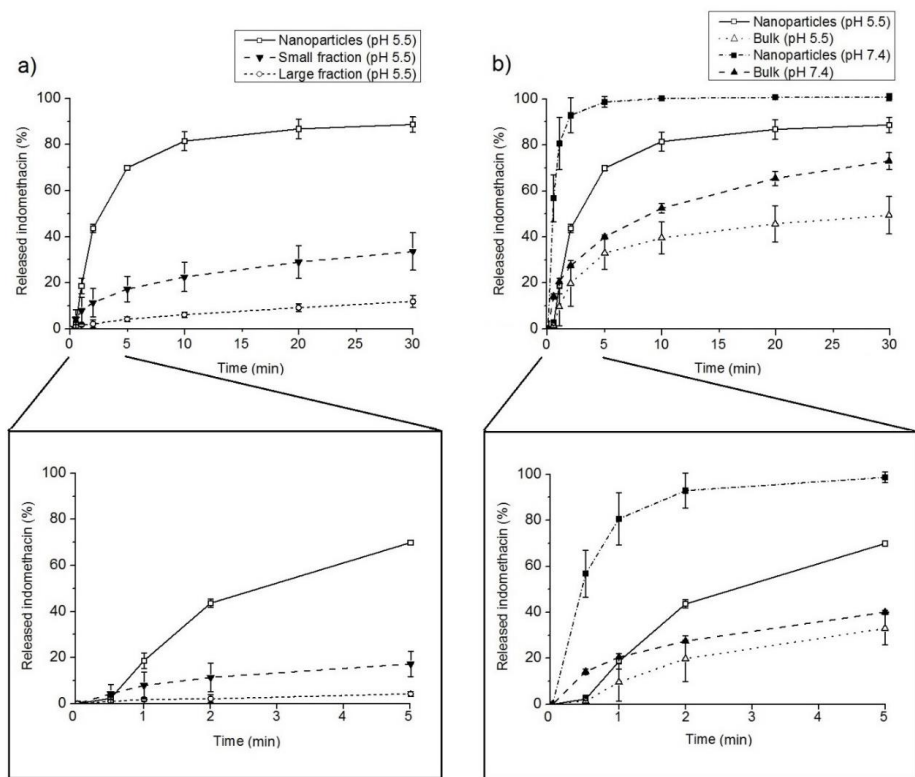 a)
Nanoparticles (pH 5.5)
Small fraction (pH 5.5)
Large fraction (pH 5.5)
Released indomethacin (%)
100
80
60
40
20
0
0 5 10 15 20 25 30
Time (min)
b)
Nanoparticles (pH 5.5)
Bulk (pH 5.5)
Nanoparticles (pH 7.4)
Bulk (pH 7.4)
Released indomethacin (%)
100
80
60
40
20
0
0 5 10 15 20 25 30
Time (min)
Released indomethacin (%)
100
80
60
40
20
0
0 1 2 3 4 5
Time (min)
Released indomethacin (%)
100
80
60
40
20
0
0 1 2 3 4 5
Time (min)